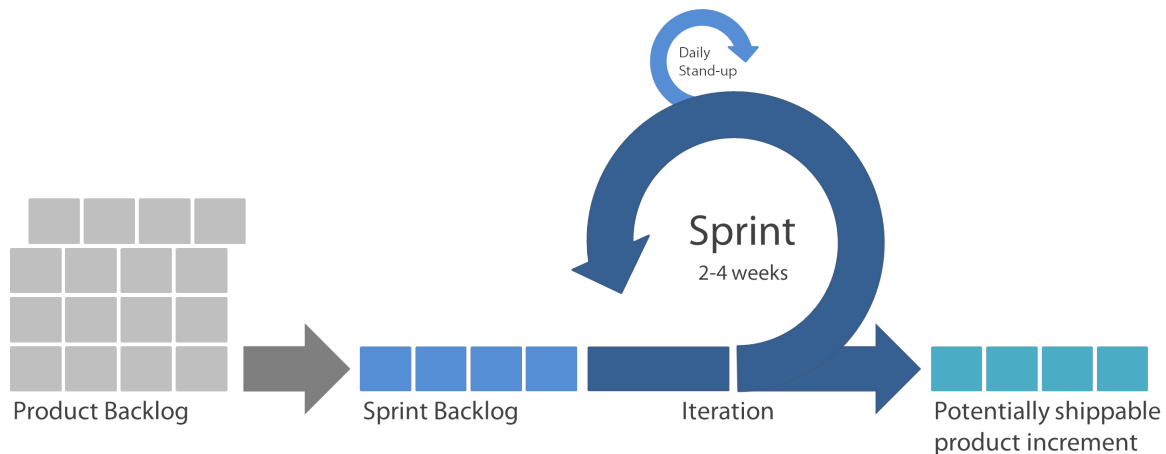 Daily
Stand-up
Sprint
2-4 weeks
Product Backlog
Sprint Backlog
Iteration
Potentially shippable
product increment